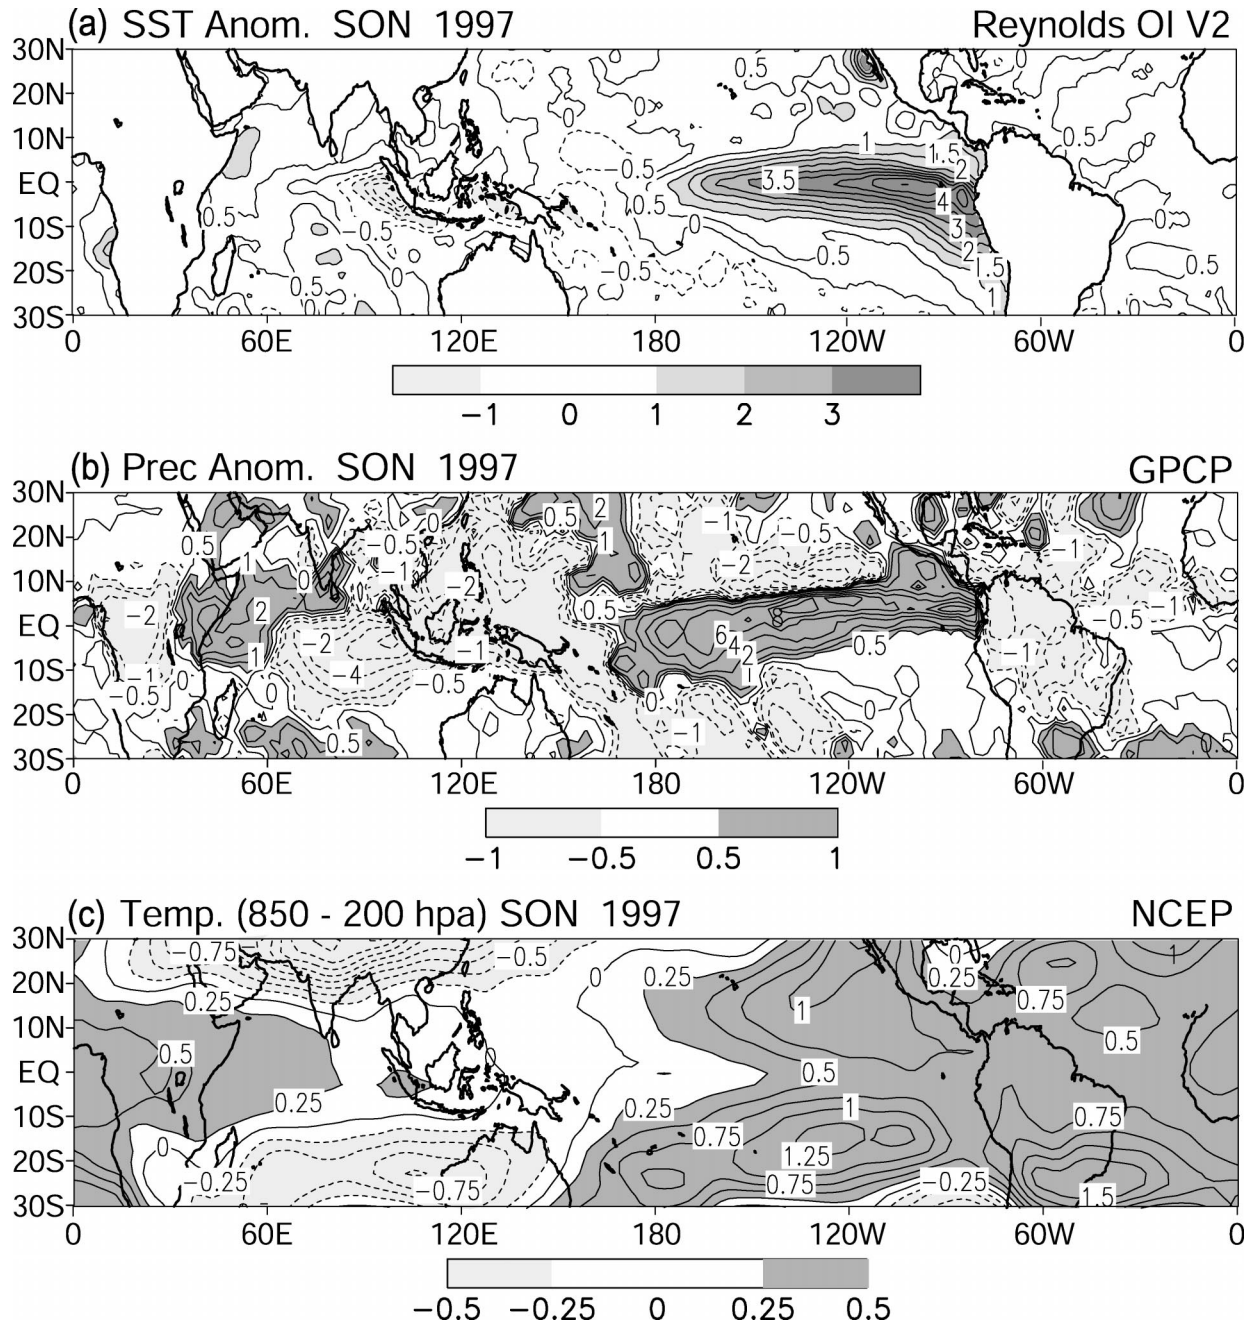 (a) SST Anom. SON 1997 Reynolds OI V2
30N
20N
10N
EQ
10S
20S
30S
0.5 0 0.5 0
0 0.5
1 1.5
−0.5 2
3.5
0.5 0.5 4 0
−0.5 0 3
0 −0.5 0.5 2 0.5
0.5 1.5
0 1 0
0 60E 120E 180 120W 60W 0
−1 0 1 2 3
(b) Prec Anom. SON 1997 GPCP
30N
20N
10N
EQ
10S
20S
30S
0 0.5 2 −1
0.5 −0.5 1 −1
1 0 −2 −2 −1
−2 2 0.5 −0.5
−2 −1 6 4 0.5
−1 1 −4 2 −1
−0.5 0 0 −0.5 0 1 0
0.5 −1 0.5
0 60E 120E 180 120W 60W 0
−1 −0.5 0.5 1
(c) Temp. (850 - 200 hpa) SON 1997 NCEP
30N
20N
10N
EQ
10S
20S
30S
−0.75 −0.5 0 1
0.25 0 0.25 0.25 0.75
1 0.5
0.5 0 0.5
0.25 0.25 1 0.75
0 0.75 1.25
−0.25 −0.75 0.75 −0.25 1.5
0 60E 120E 180 120W 60W 0
−0.5 −0.25 0 0.25 0.5